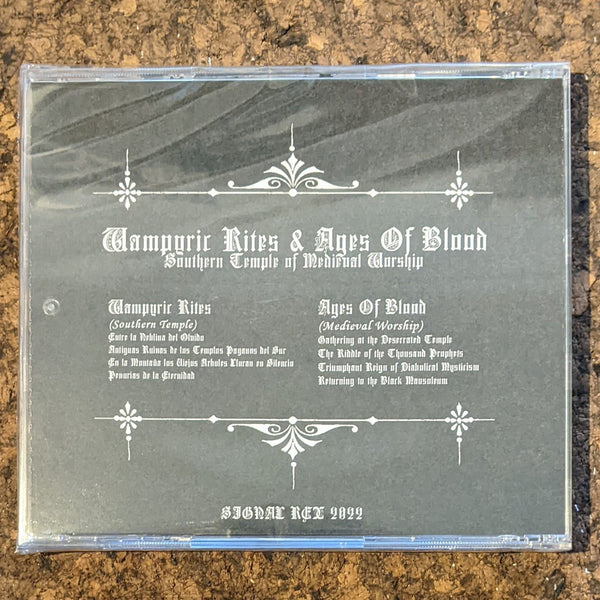 Wampyric Rites & Ages Of Blood
Southern Temple of Medieval Worship
Wampyric Rites
(Southern Temple)
Entre la Neblina del Olvido
Antiguas Ruinas de los Templos Paganos del Sur
En la Montaña los Viejos Arboles Lloran en Silencio
Penurias de la Eternidad
Ages Of Blood
(Medieval Worship)
Gathering at the Desecrated Temple
The Riddle of the Thousand Prophets
Triumphant Reign of Diabolical Mysticism
Returning to the Black Mausoleum
SIGNAL REX 2022